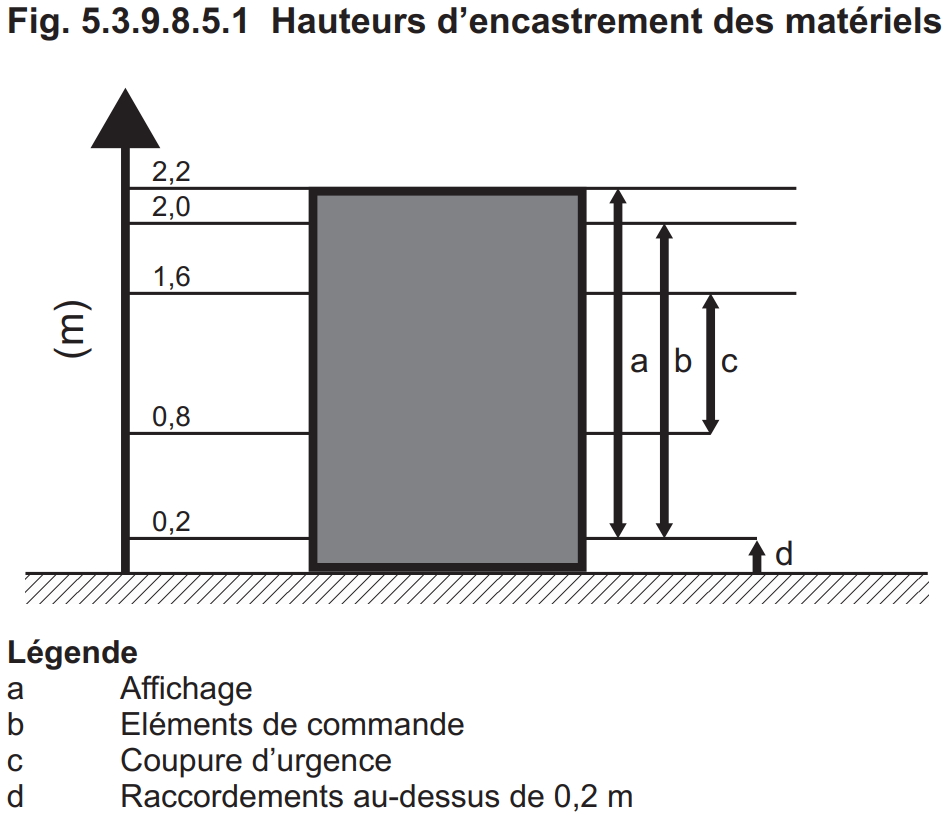 Fig. 5.3.9.8.5.1 Hauteurs d’encastrement des matériels
2,2
2,0
1,6
(m)
a b c
0,8
0,2
d
Légende
a Affichage
b Eléments de commande
c Coupure d’urgence
d Raccordements au-dessus de 0,2 m